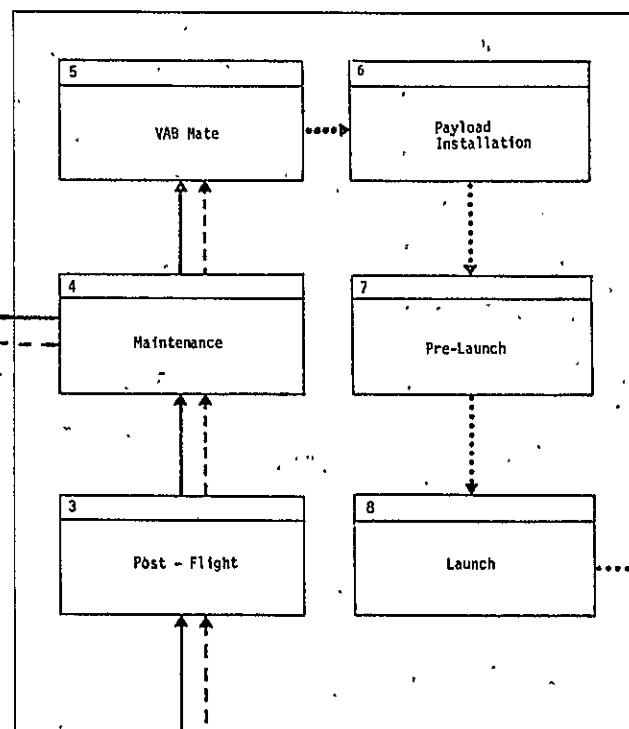 5
VAB Mate
6
Payload
Installation
4
Maintenance
7
Pre-Launch
3
Post - Flight
8
Launch